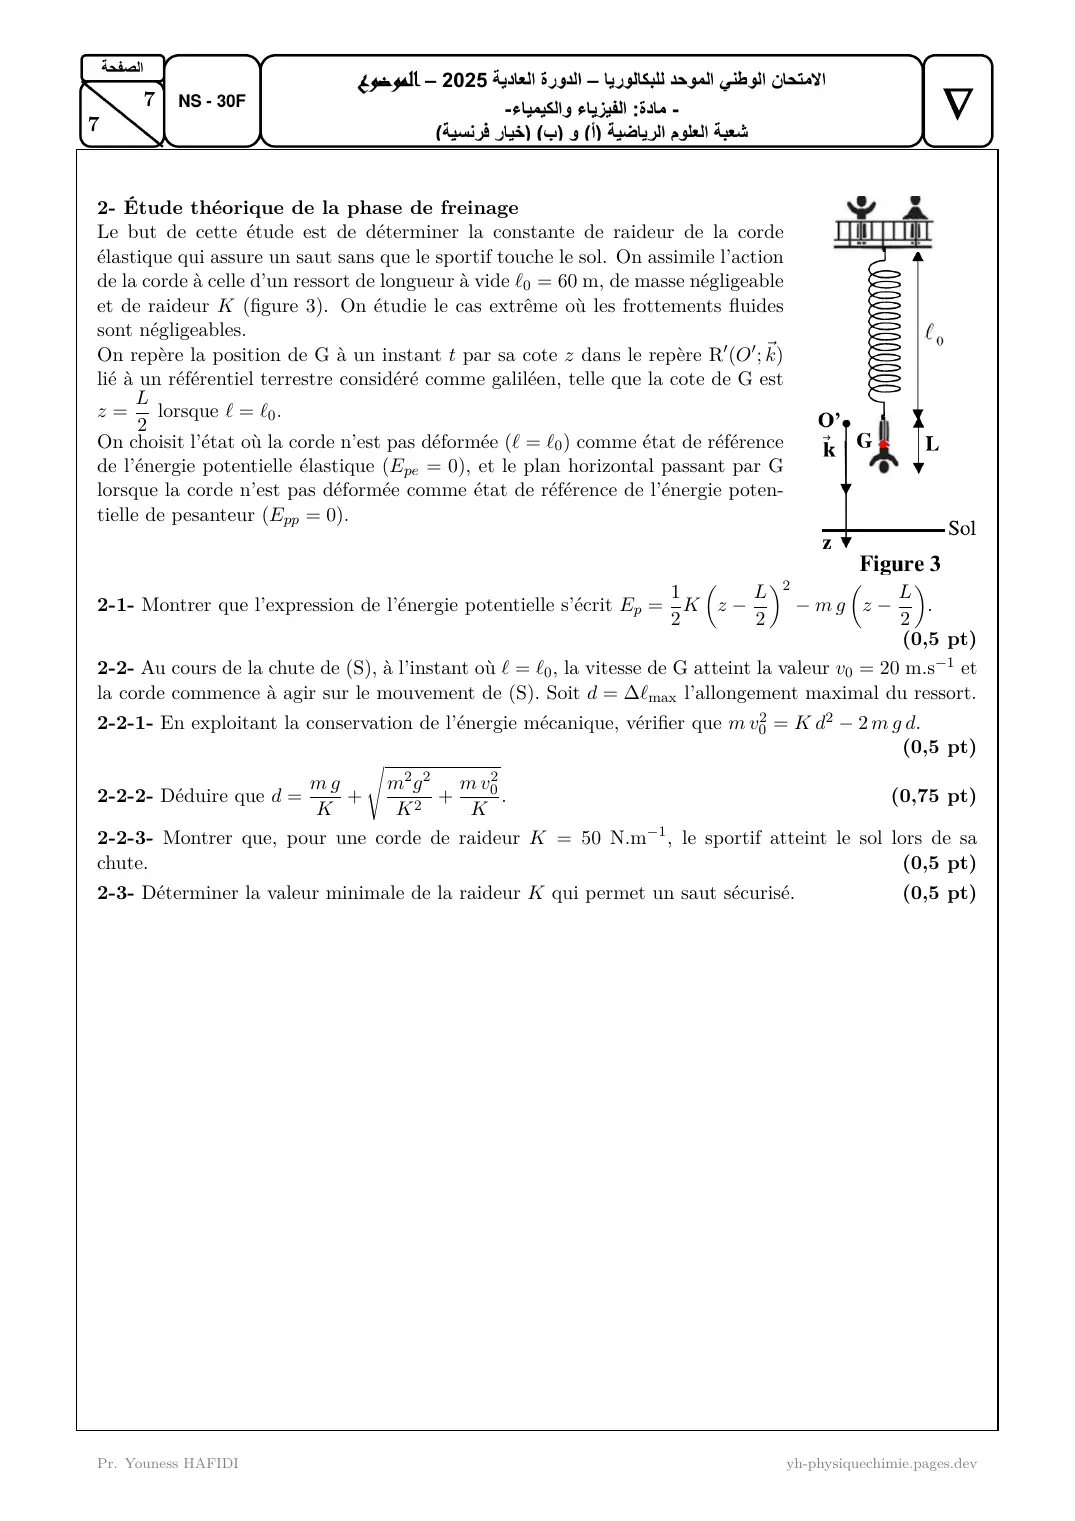 الصفحة
7
7
NS - 30F
الامتحان الوطني الموحد للبكالوريا – الدورة العادية 2025 – الموضوع
- مادة: الفيزياء والكيمياء-
شعبة العلوم الرياضية (أ) و (ب) (خيار فرنسية)
∇
2- Étude théorique de la phase de freinage
Le but de cette étude est de déterminer la constante de raideur de la corde
élastique qui assure un saut sans que le sportif touche le sol. On assimile l'action
de la corde à celle d'un ressort de longueur à vide ℓ₀ = 60 m, de masse négligeable
et de raideur K (figure 3). On étudie le cas extrême où les frottements fluides
sont négligeables.
On repère la position de G à un instant t par sa cote z dans le repère R′(O′; k⃗)
lié à un référentiel terrestre considéré comme galiléen, telle que la cote de G est
z = L/2 lorsque ℓ = ℓ₀.
On choisit l'état où la corde n'est pas déformée (ℓ = ℓ₀) comme état de référence
de l'énergie potentielle élastique (Epe = 0), et le plan horizontal passant par G
lorsque la corde n'est pas déformée comme état de référence de l'énergie poten-
tielle de pesanteur (Epp = 0).
ℓ₀
O'
k⃗
G
L
Sol
z
Figure 3
2-1- Montrer que l'expression de l'énergie potentielle s'écrit Ep = 1/2 K (z − L/2)² − m g (z − L/2).
(0,5 pt)
2-2- Au cours de la chute de (S), à l'instant où ℓ = ℓ₀, la vitesse de G atteint la valeur v₀ = 20 m.s⁻¹ et
la corde commence à agir sur le mouvement de (S). Soit d = Δℓmax l'allongement maximal du ressort.
2-2-1- En exploitant la conservation de l'énergie mécanique, vérifier que m v₀² = K d² − 2 m g d.
(0,5 pt)
2-2-2- Déduire que d = m g/K + √(m²g²/K² + m v₀²/K). (0,75 pt)
2-2-3- Montrer que, pour une corde de raideur K = 50 N.m⁻¹, le sportif atteint le sol lors de sa
chute. (0,5 pt)
2-3- Déterminer la valeur minimale de la raideur K qui permet un saut sécurisé. (0,5 pt)
Pr. Youness HAFIDI
yh-physiquechimie.pages.dev